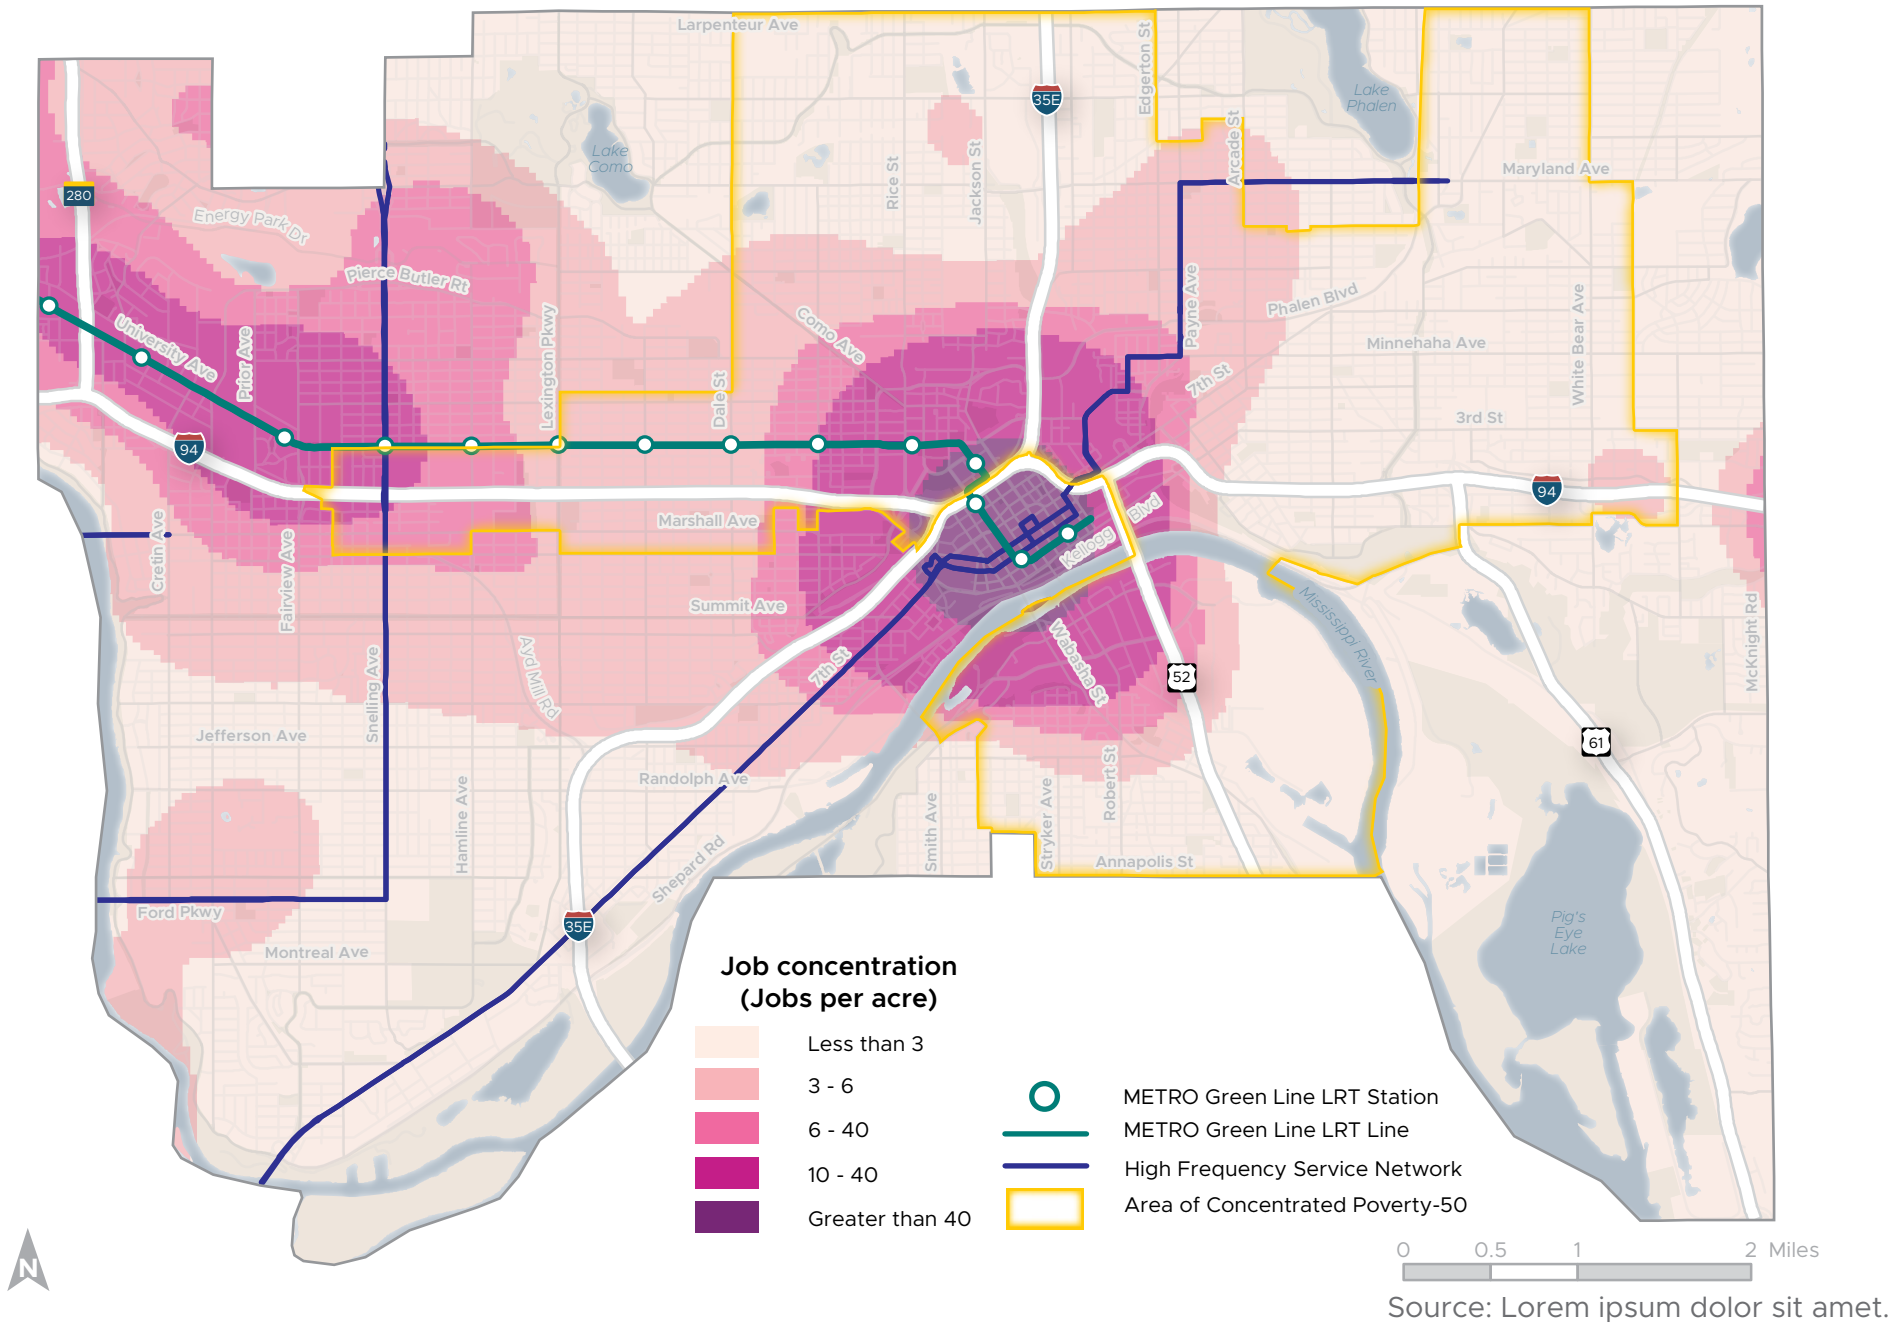 Larpenteur Ave
Edgerton St
35E
Lake
Phalen
Arcade St
Lake
Como
Rice St
Jackson St
Maryland Ave
280
Energy Park Dr
Pierce Butler Rt
Payne Ave
Phalen Blvd
White Bear Ave
University Ave
Prior Ave
Lexington Pkwy
Como Ave
Minnehaha Ave
Dale St
7th St
3rd St
94
94
Marshall Ave
Kellogg Blvd
Cretin Ave
Fairview Ave
Summit Ave
Mississippi River
McKnight Rd
Snelling Ave
Ayd Mill Rd
7th St
Wabasha St
52
Jefferson Ave
61
Randolph Ave
Hamline Ave
Smith Ave
Stryker Ave
Robert St
Shepard Rd
Annapolis St
Ford Pkwy
35E
Pig's
Eye
Lake
Montreal Ave
Job concentration
(Jobs per acre)
Less than 3
3 - 6
6 - 40
10 - 40
Greater than 40
METRO Green Line LRT Station
METRO Green Line LRT Line
High Frequency Service Network
Area of Concentrated Poverty-50
N
0 0.5 1 2 Miles
Source: Lorem ipsum dolor sit amet.